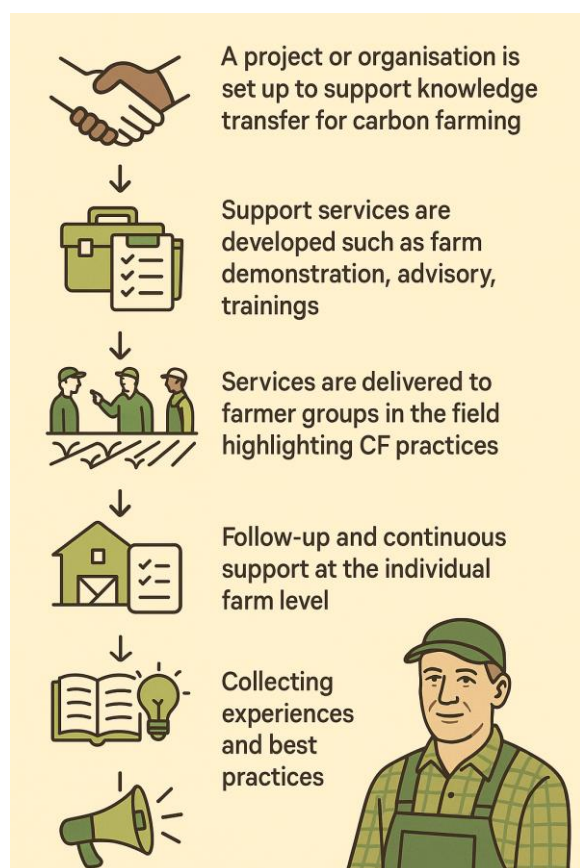 A project or organisation is
set up to support knowledge
transfer for carbon farming
Support services are
developed such as farm
demonstration, advisory,
trainings
Services are delivered to
farmer groups in the field
highlighting CF practices
Follow-up and continuous
support at the individual
farm level
Collecting
experiences
and best
practices